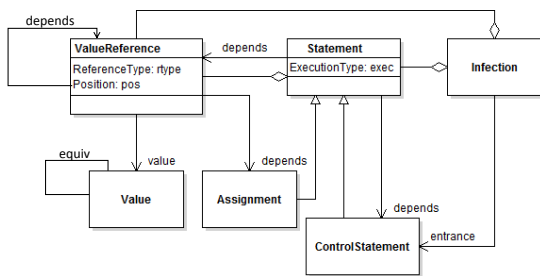 depends
ValueReference
ReferenceType: rtype
Position: pos
depends
Statement
ExecutionType: exec
Infection
equiv
value
Value
depends
Assignment
depends
ControlStatement
entrance